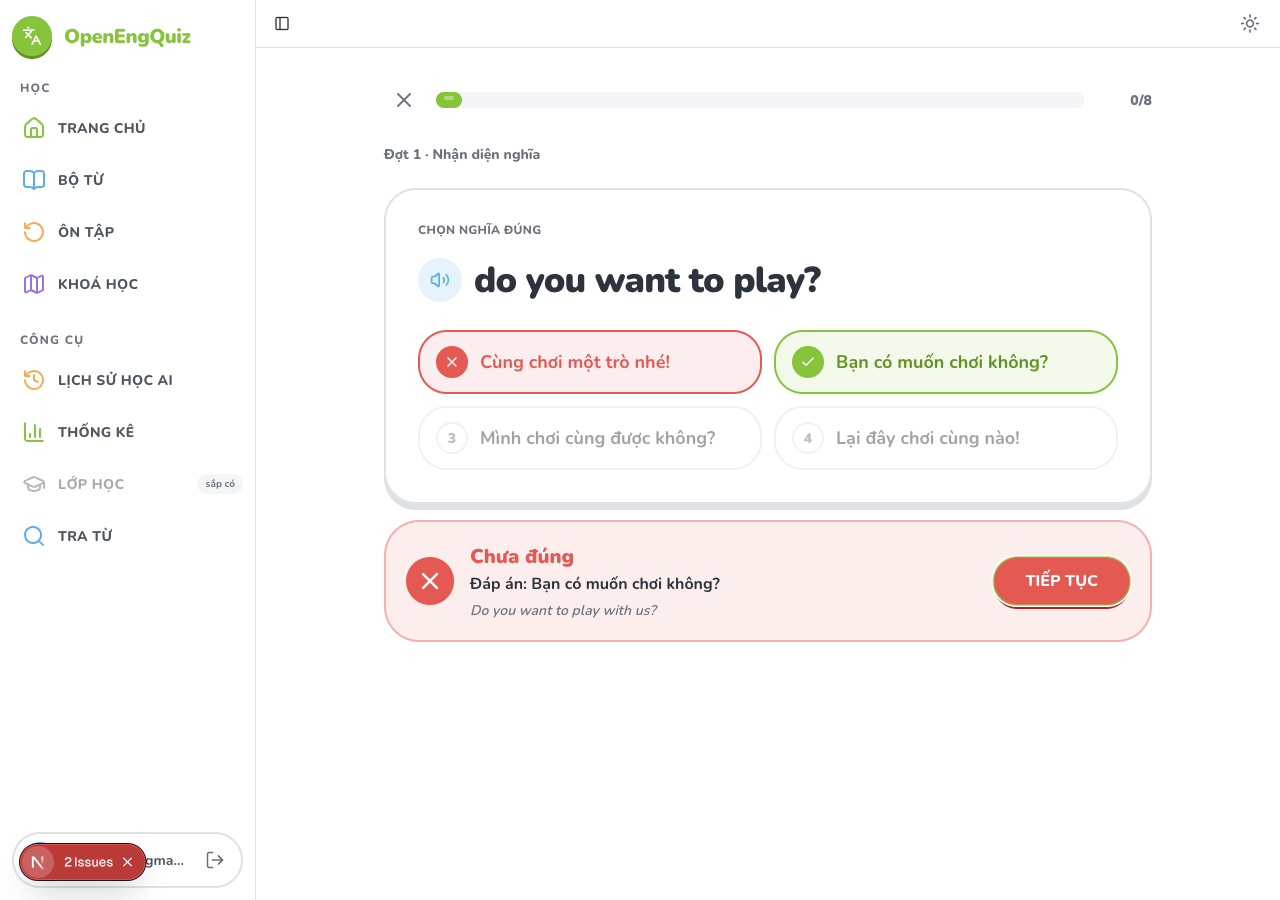 OpenEngQuiz
HỌC
TRANG CHỦ
BỘ TỪ
ÔN TẬP
KHOÁ HỌC
CÔNG CỤ
LỊCH SỬ HỌC AI
THỐNG KÊ
LỚP HỌC
sắp có
TRA TỪ
N
2 Issues
gma...
0/8
Đợt 1 · Nhận diện nghĩa
CHỌN NGHĨA ĐÚNG
do you want to play?
Cùng chơi một trò nhé!
Bạn có muốn chơi không?
3 Mình chơi cùng được không?
4 Lại đây chơi cùng nào!
Chưa đúng
Đáp án: Bạn có muốn chơi không?
Do you want to play with us?
TIẾP TỤC